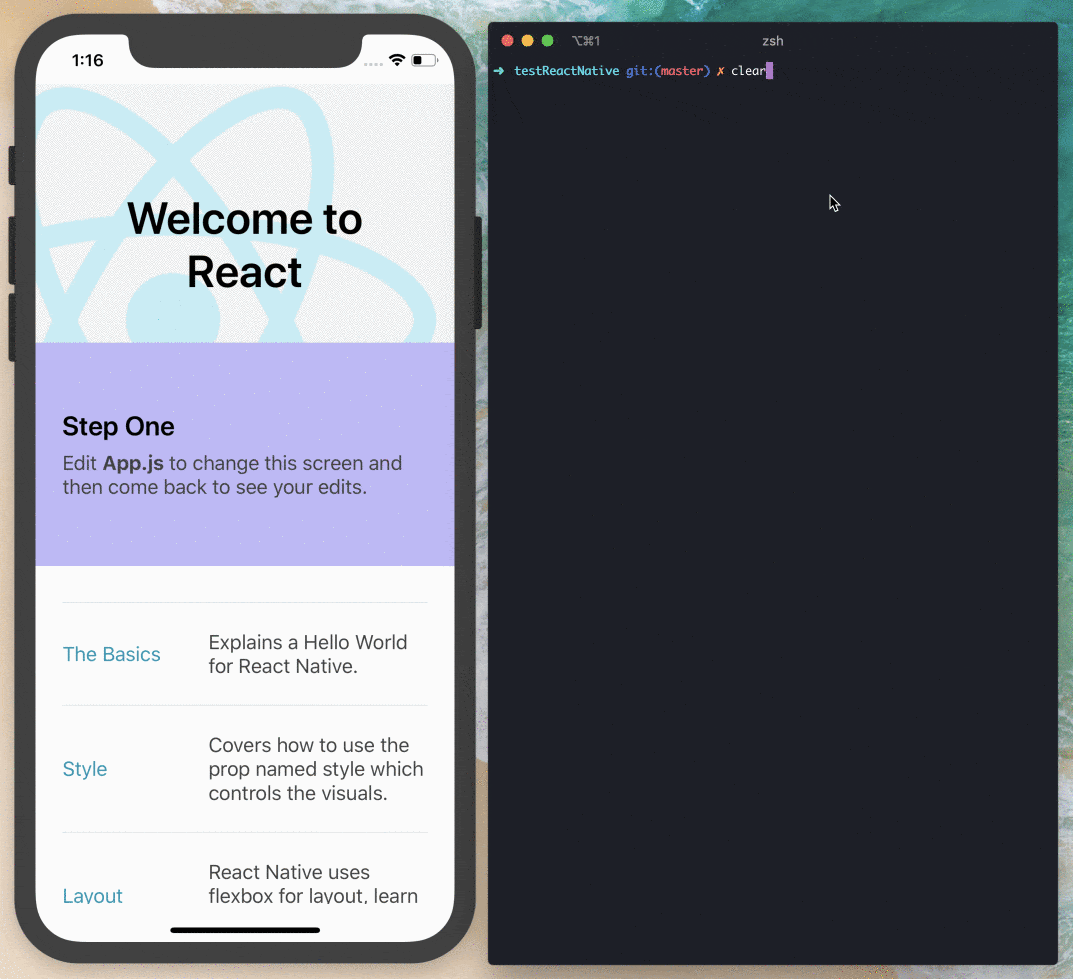 1:16
Welcome to
React
Step One
Edit App.js to change this screen and
then come back to see your edits.
The Basics
Explains a Hello World
for React Native.
Style
Covers how to use the
prop named style which
controls the visuals.
Layout
React Native uses
flexbox for layout, learn
⌥⌘1
zsh
➜ testReactNative git:(master) ✗ clear